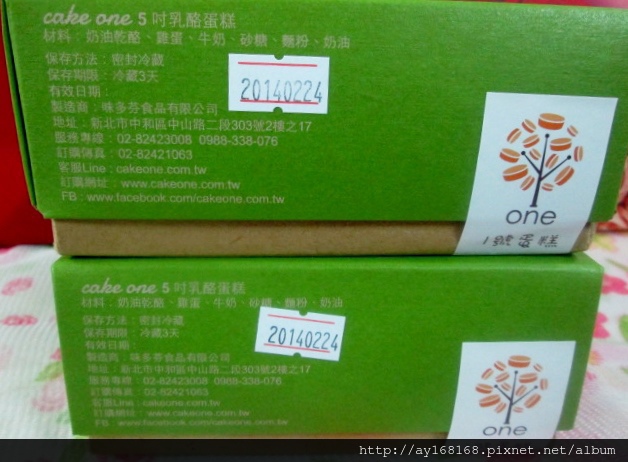 cake one 5 吋乳酪蛋糕
材料：奶油乾酪、雞蛋、牛奶、砂糖、麵粉、奶油
保存方法：密封冷藏
保存期限：冷藏3天
有效日期：
20140224
製造商：味多芬食品有限公司
地址：新北市中和區中山路二段303號2樓之17
服務專線：02-82423008 0988-338-076
訂購傳真：02-82421063
客服Line：cakeone.com.tw
訂購網址：www.cakeone.com.tw
FB：www.facebook.com/cakeone.com.tw
one
1號蛋糕
cake one 5 吋乳酪蛋糕
材料：奶油乾酪、雞蛋、牛奶、砂糖、麵粉、奶油
保存方法：密封冷藏
保存期限：冷藏3天
有效日期：
20140224
製造商：味多芬食品有限公司
地址：新北市中和區中山路二段303號2樓之17
服務專線：02-82423008 0988-338-076
訂購傳真：02-82421063
客服Line：cakeone.com.tw
訂購網址：www.cakeone.com.tw
FB：www.facebook.com/cakeone.com.tw
one
http://ay168168.pixnet.net/album